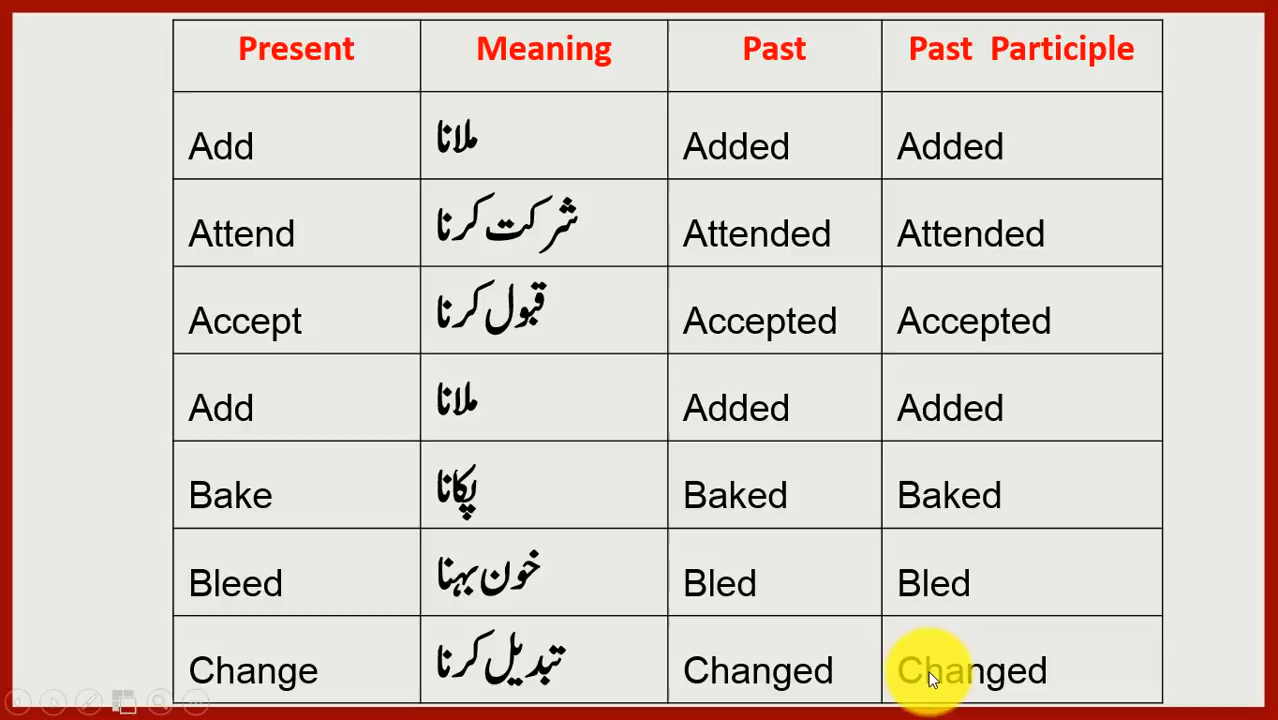 Present Meaning Past Past Participle
Add ملانا Added Added
Attend شرکت کرنا Attended Attended
Accept قبول کرنا Accepted Accepted
Add ملانا Added Added
Bake پکانا Baked Baked
Bleed خون بہنا Bled Bled
Change تبدیل کرنا Changed Changed